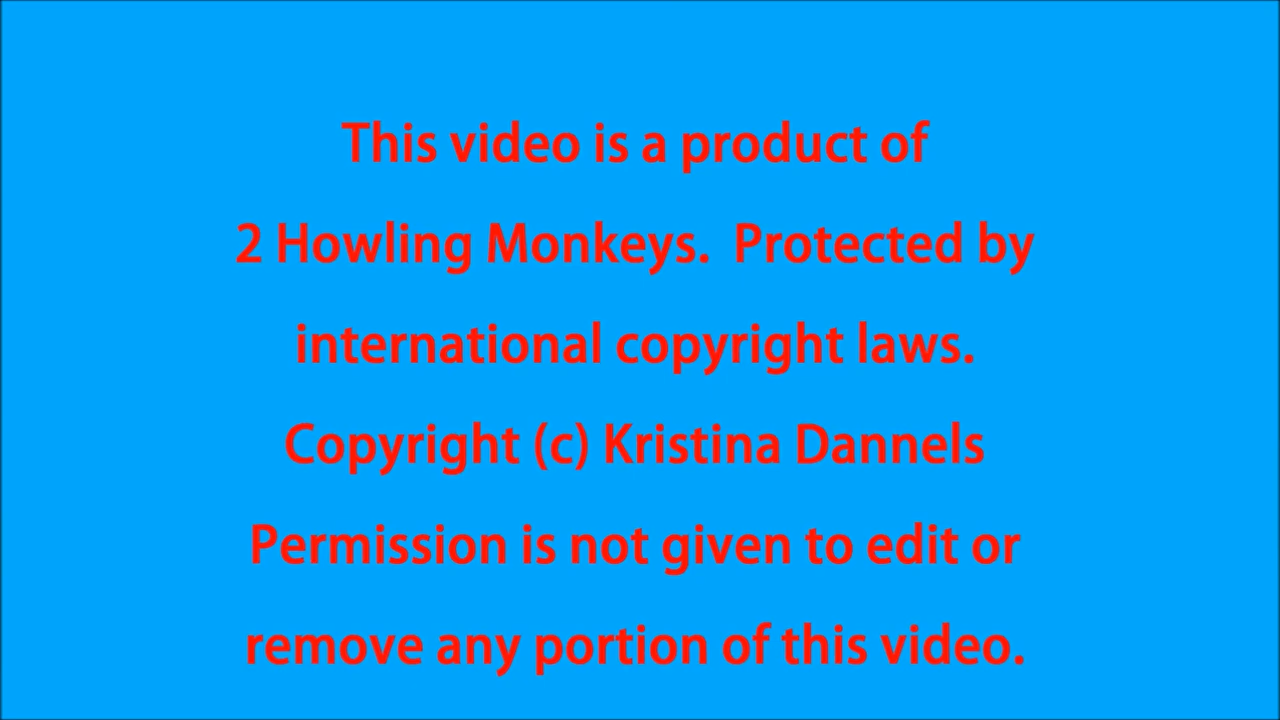 This video is a product of
2 Howling Monkeys.  Protected by
international copyright laws.
Copyright (c) Kristina Dannels
Permission is not given to edit or
remove any portion of this video.